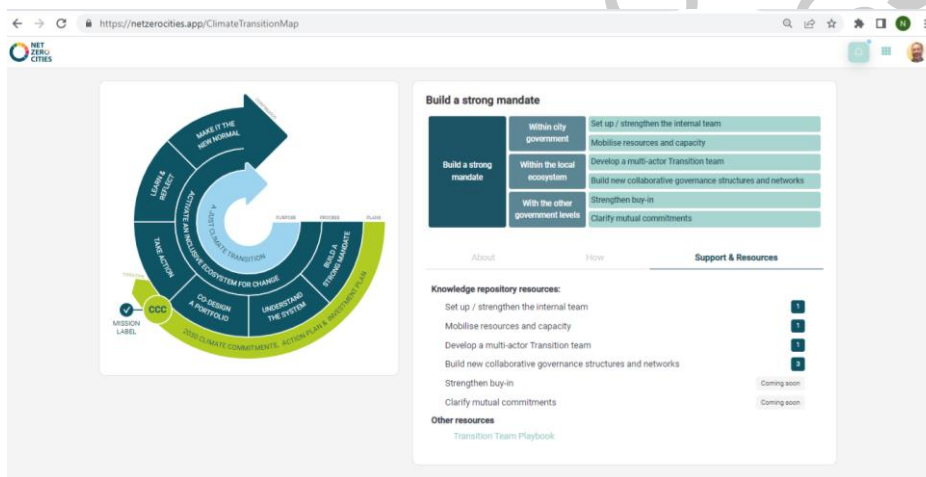 https://netzerocities.app/ClimateTransitionMap
N
NET
ZERO
CITIES
MAKE IT THE
NEW NORMAL
LEARN &
REFLECT
TAKE ACTION
CO-DESIGN
A PORTFOLIO
UNDERSTAND
THE SYSTEM
BUILD A
STRONG MANDATE
ACTIVATE AN INCLUSIVE ECOSYSTEM FOR CHANGE
A JUST CLIMATE TRANSITION
PURPOSE
PROCESS
PLANS
CCC
MISSION
LABEL
2030 CLIMATE COMMITMENTS, ACTION PLAN & INVESTMENT PLAN
Build a strong mandate
Build a strong
mandate
Within city
government
Set up / strengthen the internal team
Mobilise resources and capacity
Within the local
ecosystem
Develop a multi-actor Transition team
Build new collaborative governance structures and networks
With the other
government levels
Strengthen buy-in
Clarify mutual commitments
About How Support & Resources
Knowledge repository resources:
Set up / strengthen the internal team 1
Mobilise resources and capacity 1
Develop a multi-actor Transition team 1
Build new collaborative governance structures and networks 3
Strengthen buy-in Coming soon
Clarify mutual commitments Coming soon
Other resources
Transition Team Playbook